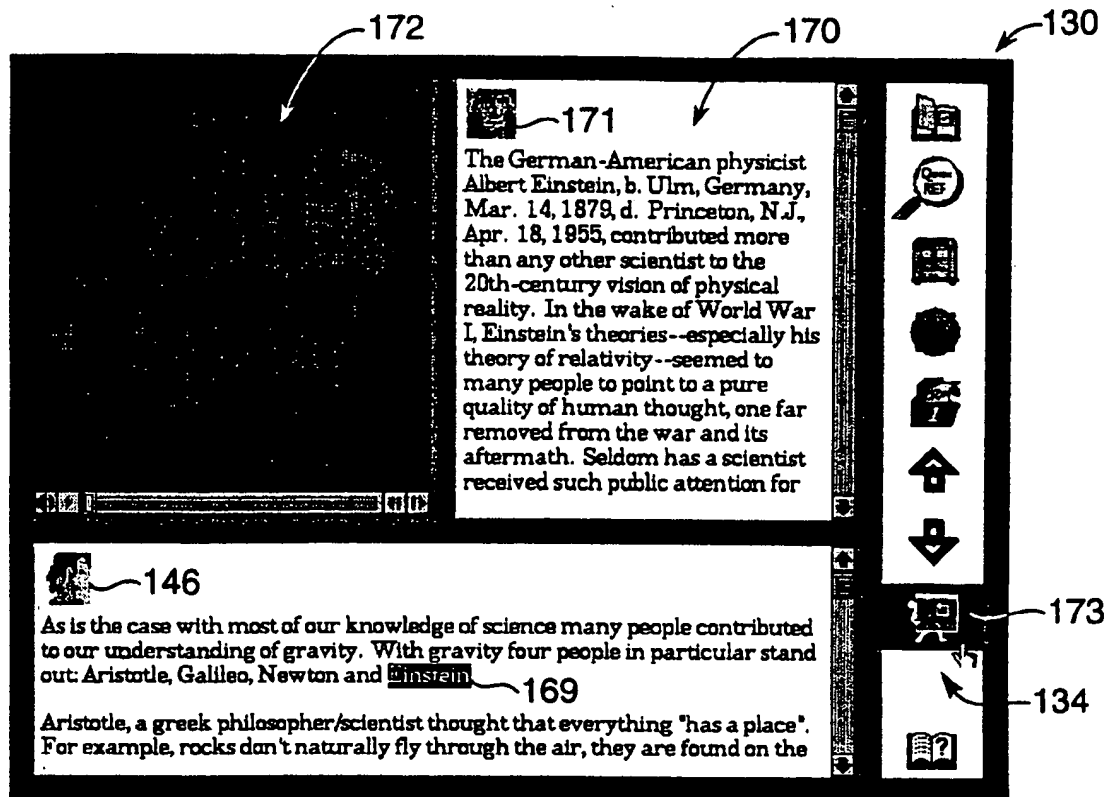 172
170
130
171
The German-American physicist
Albert Einstein, b. Ulm, Germany,
Mar. 14, 1879, d. Princeton, N.J.,
Apr. 18, 1955, contributed more
than any other scientist to the
20th-century vision of physical
reality. In the wake of World War
I, Einstein's theories--especially his
theory of relativity--seemed to
many people to point to a pure
quality of human thought, one far
removed from the war and its
aftermath. Seldom has a scientist
received such public attention for
REF
1
146
As is the case with most of our knowledge of science many people contributed
to our understanding of gravity. With gravity four people in particular stand
out: Aristotle, Galileo, Newton and Einstein
169
Aristotle, a greek philosopher/scientist thought that everything "has a place".
For example, rocks don't naturally fly through the air, they are found on the
173
134
?